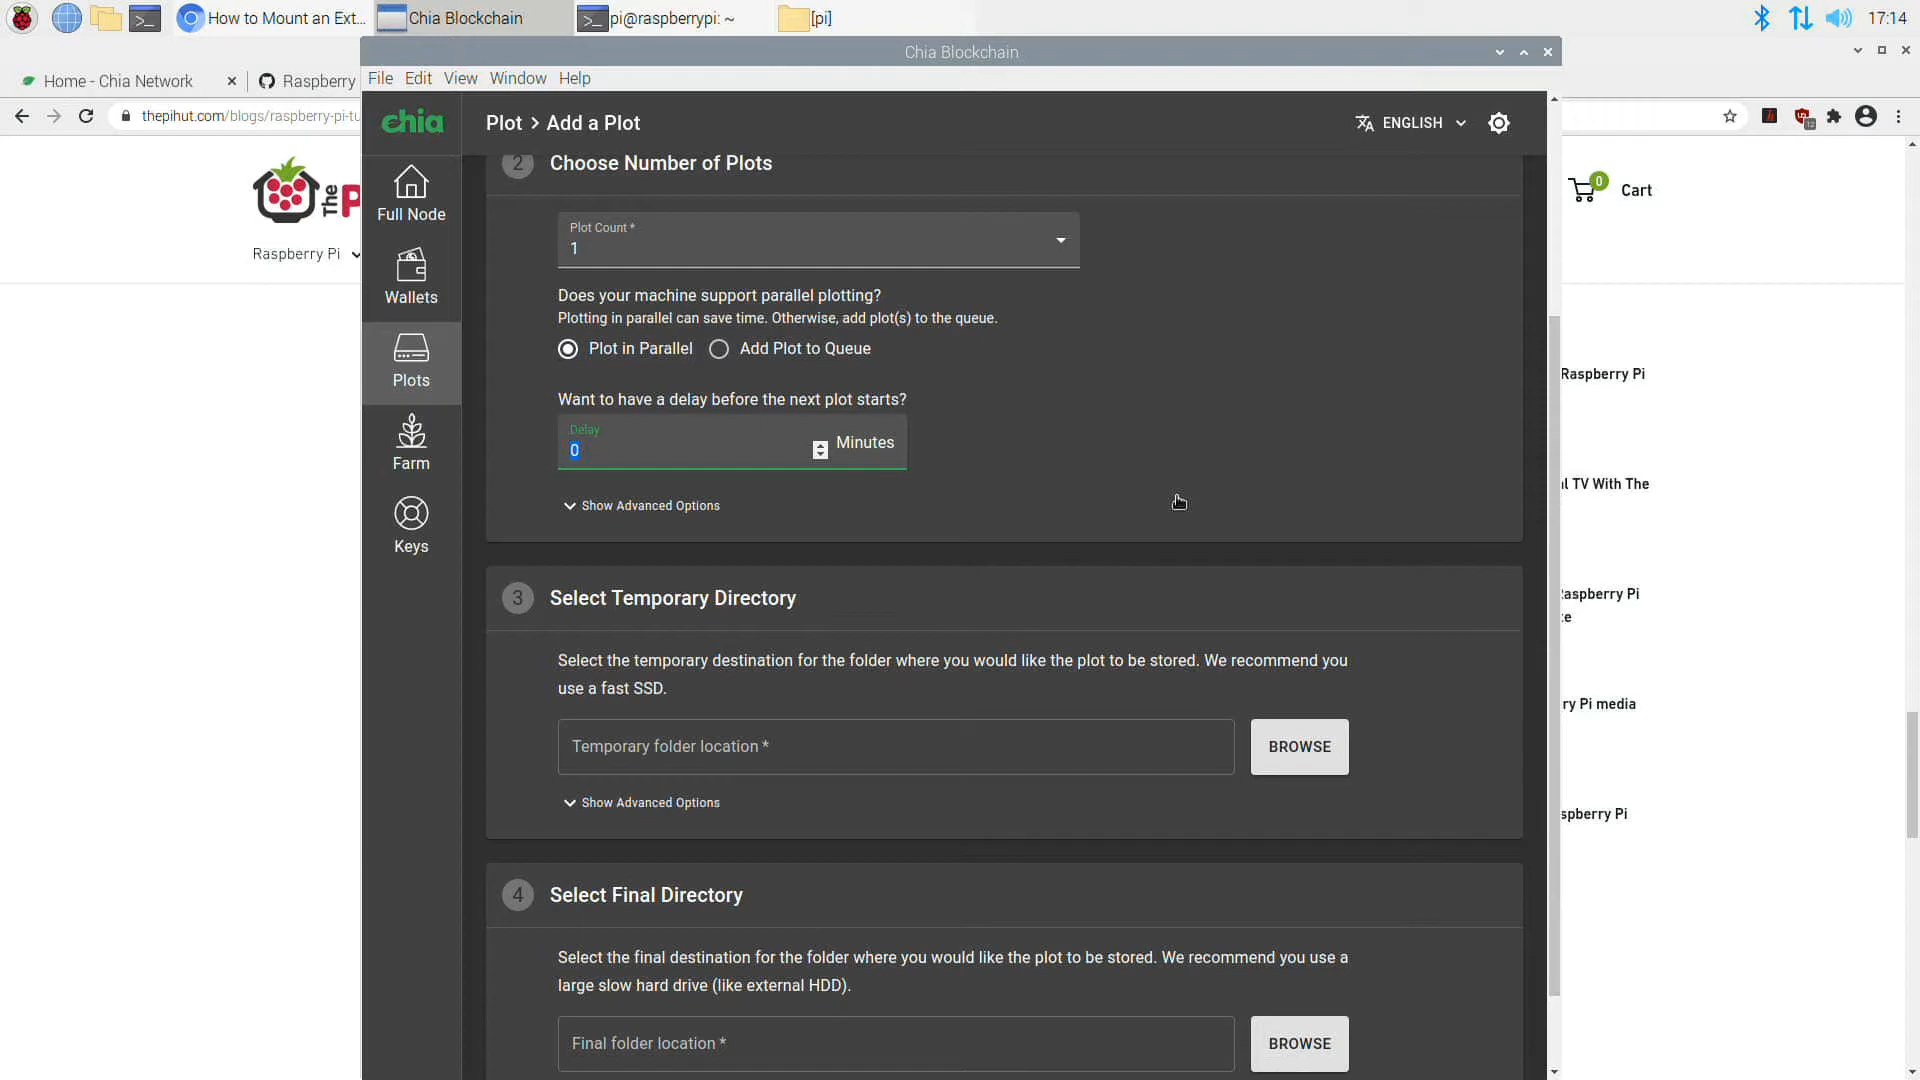 How to Mount an Ext...
Chia Blockchain
pi@raspberrypi: ~
[pi]
17:14
Chia Blockchain
Home - Chia Network
Raspberry
File Edit View Window Help
thepihut.com/blogs/raspberry-pi-tu
12
chia
Plot > Add a Plot
ENGLISH
The P
Raspberry Pi
0
Cart
Full Node
Wallets
Plots
Farm
Keys
2
Choose Number of Plots
Plot Count *
1
Does your machine support parallel plotting?
Plotting in parallel can save time. Otherwise, add plot(s) to the queue.
Plot in Parallel
Add Plot to Queue
Want to have a delay before the next plot starts?
Delay
0
Minutes
Show Advanced Options
3
Select Temporary Directory
Select the temporary destination for the folder where you would like the plot to be stored. We recommend you
use a fast SSD.
Temporary folder location *
BROWSE
Show Advanced Options
4
Select Final Directory
Select the final destination for the folder where you would like the plot to be stored. We recommend you use a
large slow hard drive (like external HDD).
Final folder location *
BROWSE
Raspberry Pi
al TV With The
Raspberry Pi
te
ry Pi media
spberry Pi